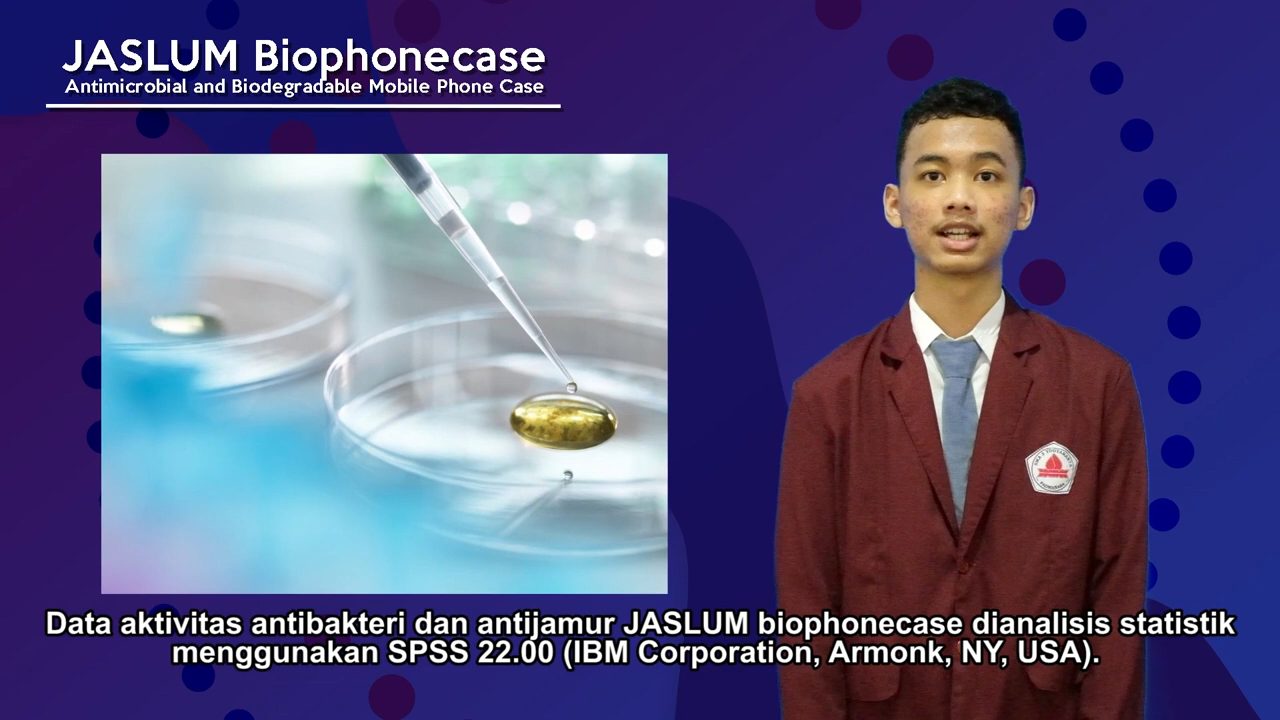 JASLUM Biophonecase
Antimicrobial and Biodegradable Mobile Phone Case
Data aktivitas antibakteri dan antijamur JASLUM biophonecase dianalisis statistik
menggunakan SPSS 22.00 (IBM Corporation, Armonk, NY, USA).